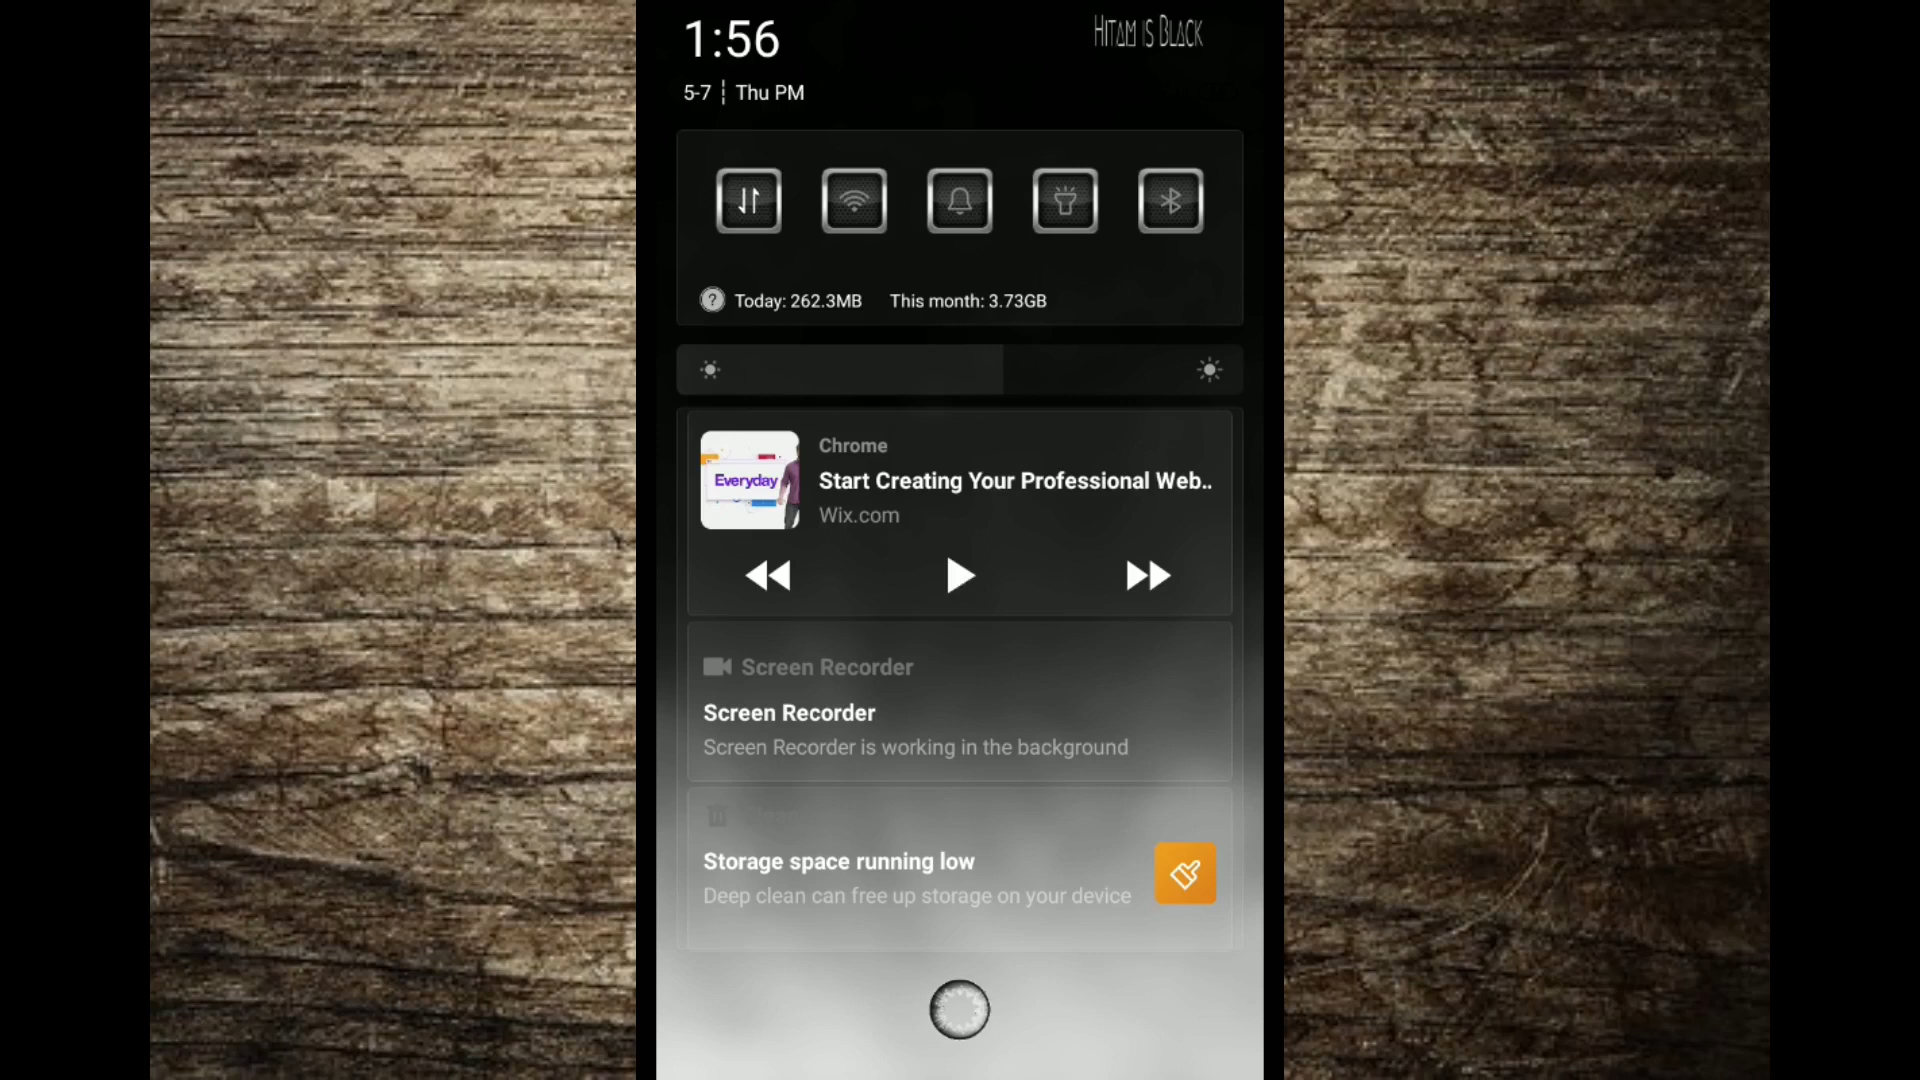 1:56
HITAM IS BLACK
5-7 ┆ Thu PM
Today: 262.3MB This month: 3.73GB
Everyday
Chrome
Start Creating Your Professional Web..
Wix.com
Screen Recorder
Screen Recorder
Screen Recorder is working in the background
Clean
Storage space running low
Deep clean can free up storage on your device